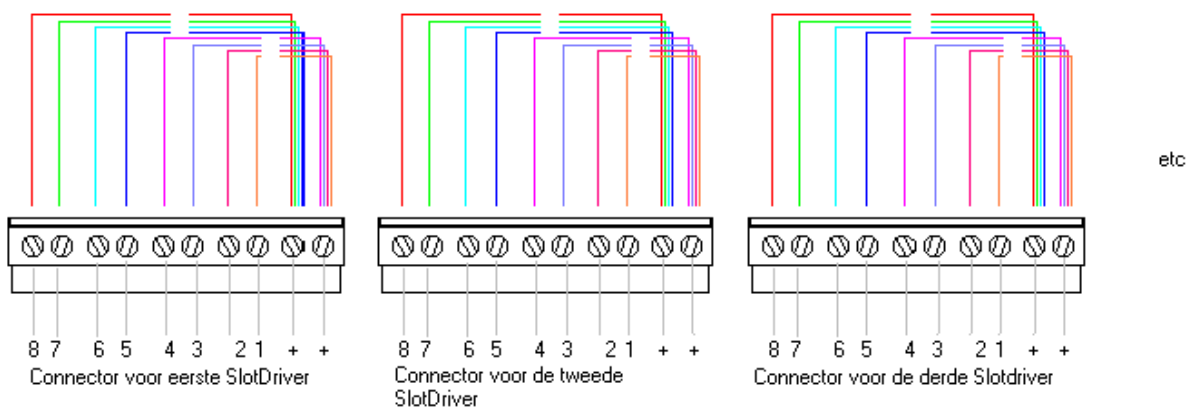 etc
8 7 6 5 4 3 2 1 + +
Connector voor eerste SlotDriver
8 7 6 5 4 3 2 1 + +
Connector voor de tweede
SlotDriver
8 7 6 5 4 3 2 1 + +
Connector voor de derde Slotdriver